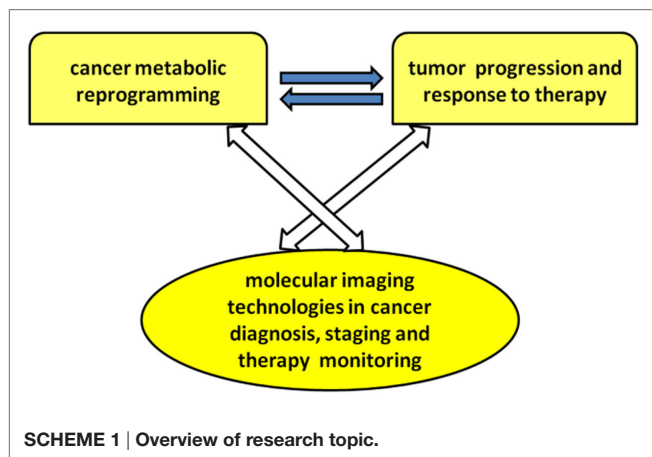 cancer metabolic
reprogramming
tumor progression and
response to therapy
molecular imaging
technologies in cancer
diagnosis, staging and
therapy monitoring
SCHEME 1 | Overview of research topic.